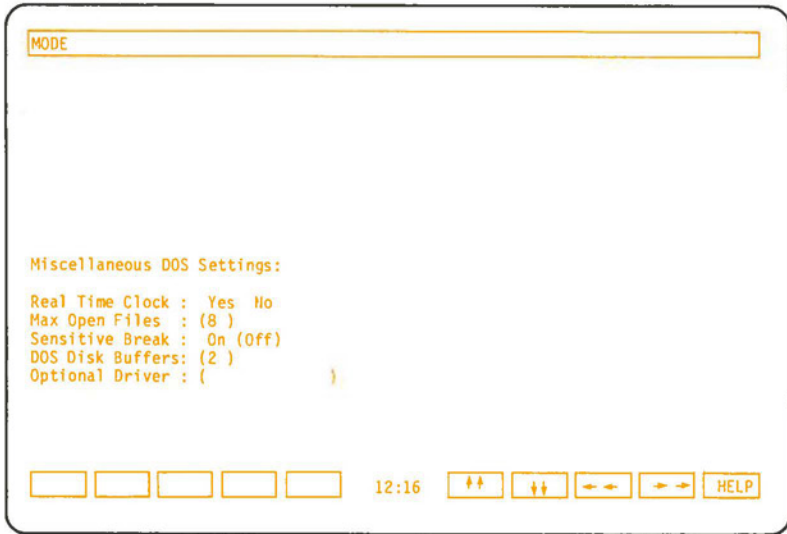 MODE
Miscellaneous DOS Settings:
Real Time Clock : Yes No
Max Open Files : (8 )
Sensitive Break : On (Off)
DOS Disk Buffers: (2 )
Optional Driver : ( )
12:16 HELP